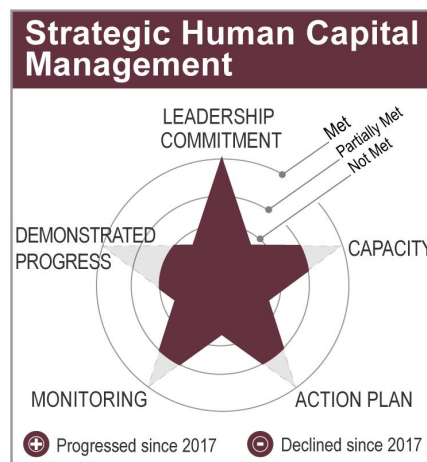 Strategic Human Capital
Management
LEADERSHIP
COMMITMENT
Met
Partially Met
Not Met
DEMONSTRATED
PROGRESS
CAPACITY
MONITORING
ACTION PLAN
+ Progressed since 2017
- Declined since 2017